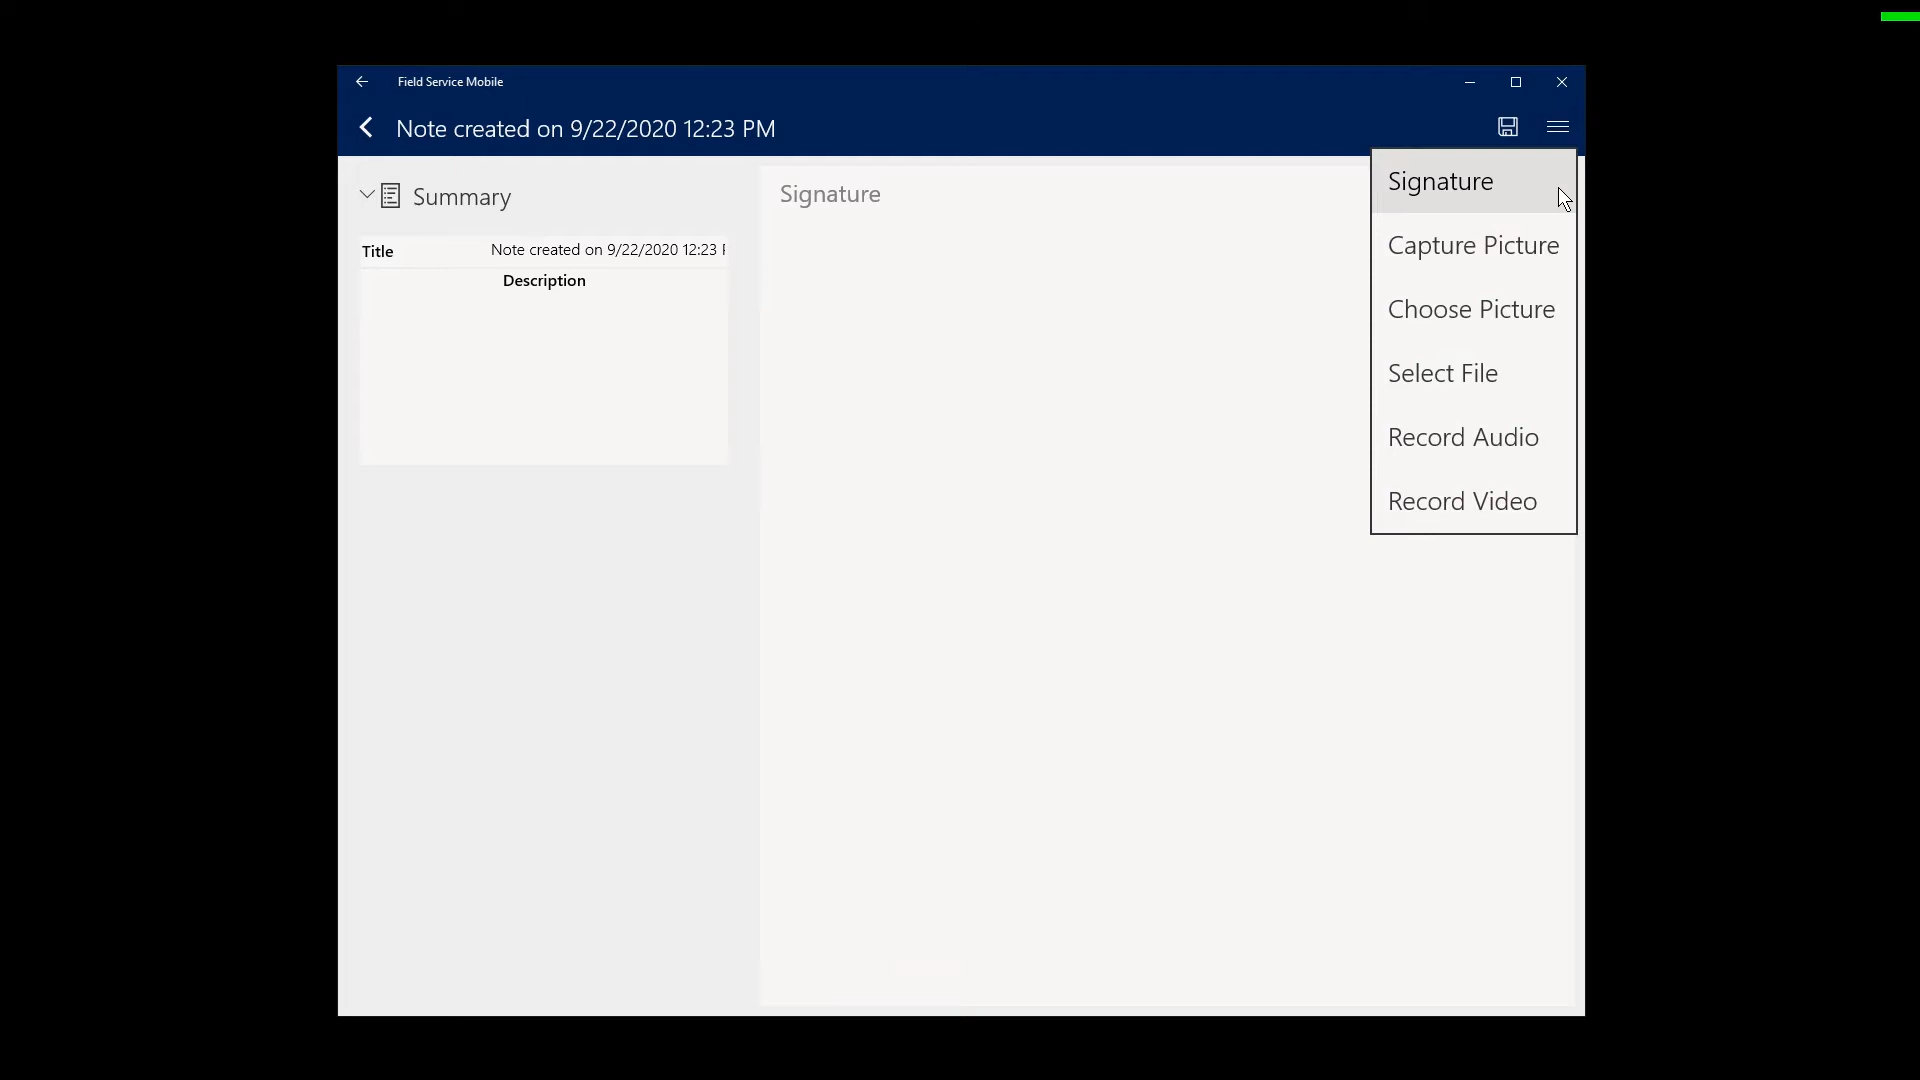 Field Service Mobile
Note created on 9/22/2020 12:23 PM
Summary
Title
Note created on 9/22/2020 12:23
Description
Signature
Signature
Capture Picture
Choose Picture
Select File
Record Audio
Record Video